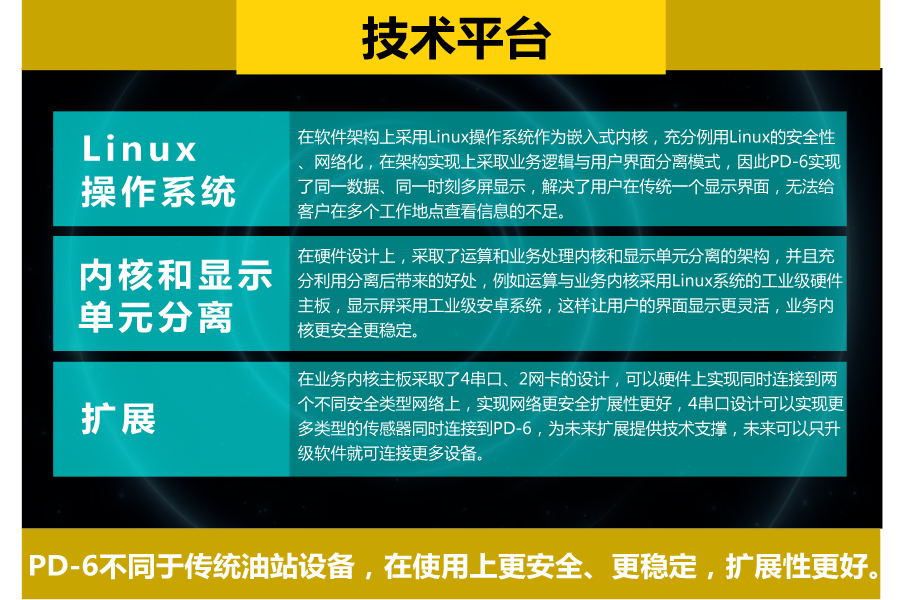 技术平台
Linux
操作系统
在软件架构上采用Linux操作系统作为嵌入式内核，充分例用Linux的安全性
、网络化，在架构实现上采取业务逻辑与用户界面分离模式，因此PD-6实现
了同一数据、同一时刻多屏显示，解决了用户在传统一个显示界面，无法给
客户在多个工作地点查看信息的不足。
内核和显示
单元分离
在硬件设计上，采取了运算和业务处理内核和显示单元分离的架构，并且充
分利用分离后带来的好处，例如运算与业务内核采用Linux系统的工业级硬件
主板，显示屏采用工业级安卓系统，这样让用户的界面显示更灵活，业务内
核更安全更稳定。
扩展
在业务内核主板采取了4串口、2网卡的设计，可以硬件上实现同时连接到两
个不同安全类型网络上，实现网络更安全扩展性更好，4串口设计可以实现更
多类型的传感器同时连接到PD-6，为未来扩展提供技术支撑，未来可以只升
级软件就可连接更多设备。
PD-6不同于传统油站设备，在使用上更安全、更稳定，扩展性更好。